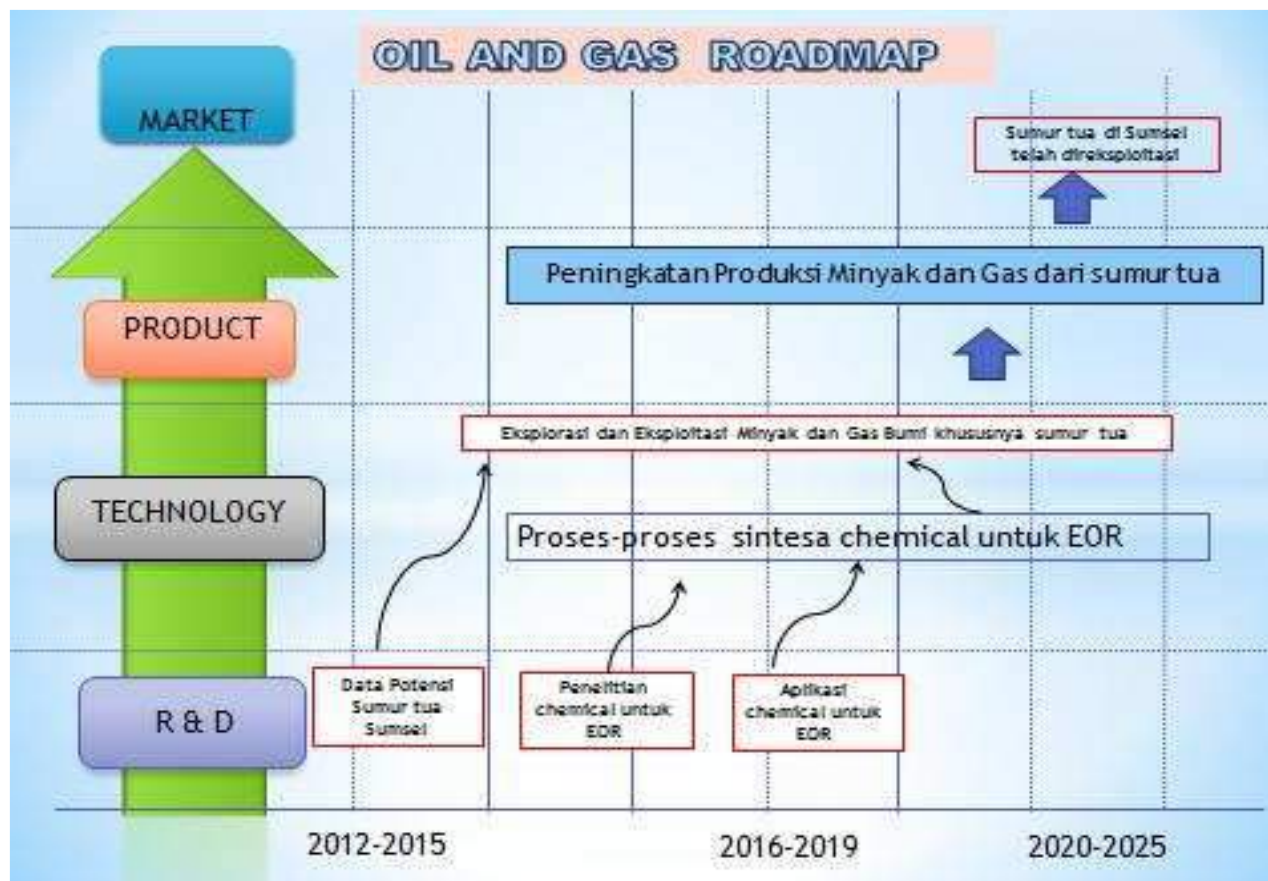 OIL AND GAS ROADMAP
MARKET
Sumur tua di Sumsel
telah direksploitasi
Peningkatan Produksi Minyak dan Gas dari sumur tua
PRODUCT
Eksplorasi dan Eksploitasi Minyak dan Gas Bumi khususnya sumur tua
TECHNOLOGY
Proses-proses sintesa chemical untuk EOR
R & D
Data Potensi
Sumur tua
Sumsel
Penelitian
chemical untuk
EOR
Aplikasi
chemical untuk
EOR
2012-2015
2016-2019
2020-2025